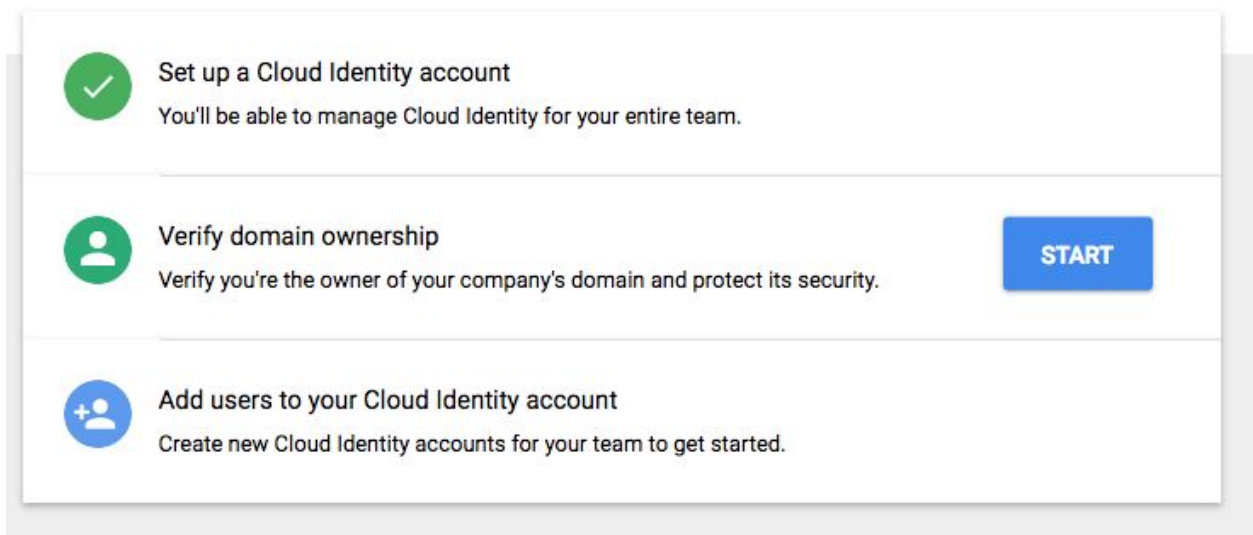 Set up a Cloud Identity account
You'll be able to manage Cloud Identity for your entire team.
Verify domain ownership
Verify you're the owner of your company's domain and protect its security.
START
Add users to your Cloud Identity account
Create new Cloud Identity accounts for your team to get started.